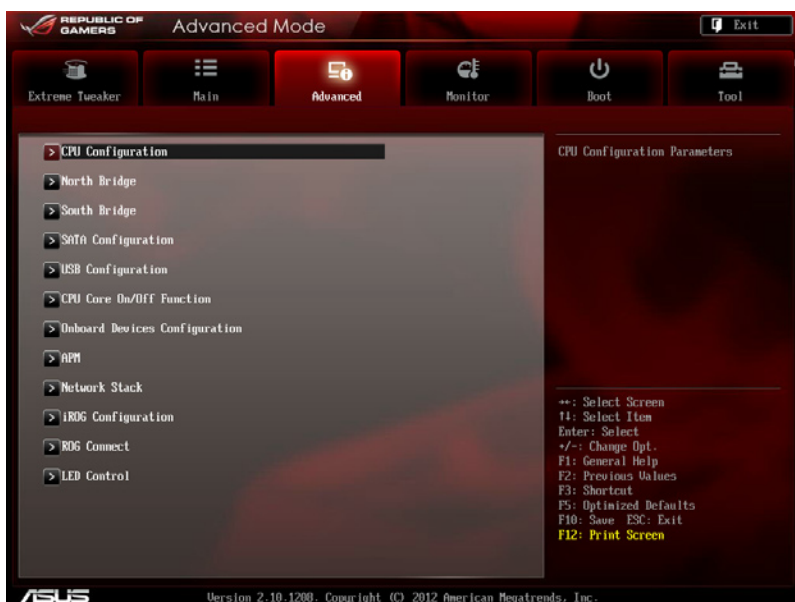 REPUBLIC OF
GAMERS
Advanced Mode
Exit
Extreme Tweaker
Main
Advanced
Monitor
Boot
Tool
> CPU Configuration
> North Bridge
> South Bridge
> SATA Configuration
> USB Configuration
> CPU Core On/Off Function
> Onboard Devices Configuration
> APM
> Network Stack
> iROG Configuration
> ROG Connect
> LED Control
CPU Configuration Parameters
→←: Select Screen
↑↓: Select Item
Enter: Select
+/-: Change Opt.
F1: General Help
F2: Previous Values
F3: Shortcut
F5: Optimized Defaults
F10: Save ESC: Exit
F12: Print Screen
ASUS
Version 2.10.1208. Copyright (C) 2012 American Megatrends, Inc.